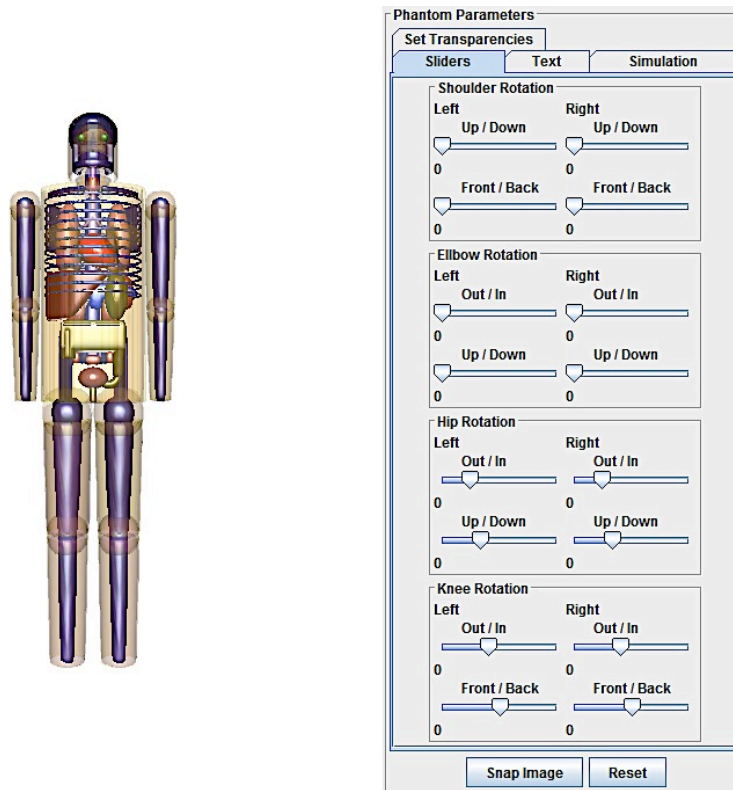 Phantom Parameters
Set Transparencies
Sliders Text Simulation
Shoulder Rotation
Left Right
Up / Down Up / Down
0 0
Front / Back Front / Back
0 0
Ellbow Rotation
Left Right
Out / In Out / In
0 0
Up / Down Up / Down
0 0
Hip Rotation
Left Right
Out / In Out / In
0 0
Up / Down Up / Down
0 0
Knee Rotation
Left Right
Out / In Out / In
0 0
Front / Back Front / Back
0 0
Snap Image Reset